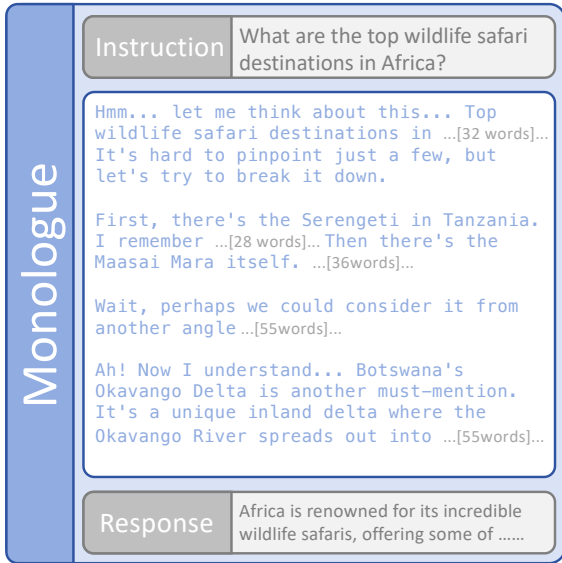 Monologue
Instruction
What are the top wildlife safari
destinations in Africa?
Hmm... let me think about this... Top
wildlife safari destinations in ...[32 words]...
It's hard to pinpoint just a few, but
let's try to break it down.
First, there's the Serengeti in Tanzania.
I remember ...[28 words]... Then there's the
Maasai Mara itself. ...[36words]...
Wait, perhaps we could consider it from
another angle ...[55words]...
Ah! Now I understand... Botswana's
Okavango Delta is another must-mention.
It's a unique inland delta where the
Okavango River spreads out into ...[55words]...
Response
Africa is renowned for its incredible
wildlife safaris, offering some of ......